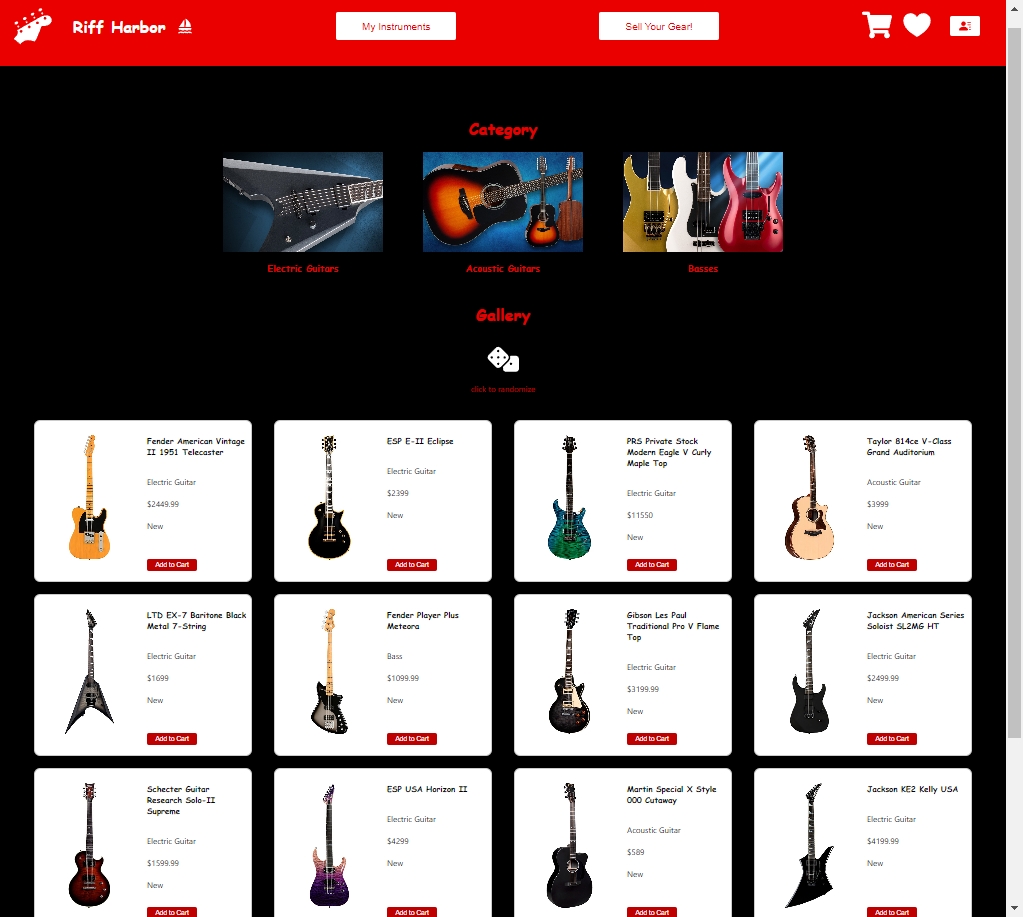 Riff Harbor
My Instruments
Sell Your Gear!
Category
Electric Guitars
Acoustic Guitars
Basses
Gallery
click to randomize
Fender American Vintage
II 1951 Telecaster
Electric Guitar
$2449.99
New
Add to Cart
ESP E-II Eclipse
Electric Guitar
$2399
New
Add to Cart
PRS Private Stock
Modern Eagle V Curly
Maple Top
Electric Guitar
$11550
New
Add to Cart
Taylor 814ce V-Class
Grand Auditorium
Acoustic Guitar
$3999
New
Add to Cart
LTD EX-7 Baritone Black
Metal 7-String
Electric Guitar
$1699
New
Add to Cart
Fender Player Plus
Meteora
Bass
$1099.99
New
Add to Cart
Gibson Les Paul
Traditional Pro V Flame
Top
Electric Guitar
$3199.99
New
Add to Cart
Jackson American Series
Soloist SL2MG HT
Electric Guitar
$2499.99
New
Add to Cart
Schecter Guitar
Research Solo-II
Supreme
Electric Guitar
$1599.99
New
Add to Cart
ESP USA Horizon II
Electric Guitar
$4299
New
Add to Cart
Martin Special X Style
000 Cutaway
Acoustic Guitar
$589
New
Add to Cart
Jackson KE2 Kelly USA
Electric Guitar
$4199.99
New
Add to Cart